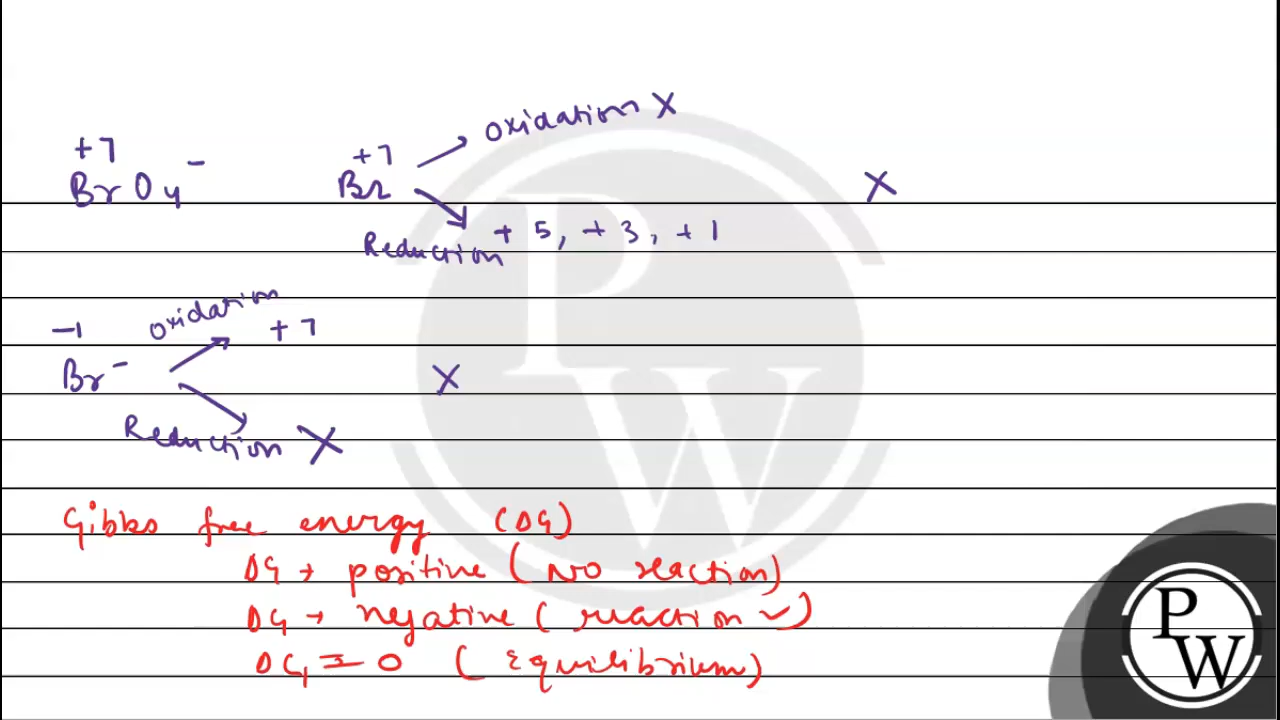 +7
BrO4⁻
+7
Br
oxidation X
X
Reduction +5, +3, +1
-1
Br⁻
oxidation +7
X
Reduction X
Gibbs free energy (ΔG)
ΔG → positive (No reaction)
ΔG → negative (reaction ✓)
ΔG = 0 (Equilibrium)
P
W
P
W